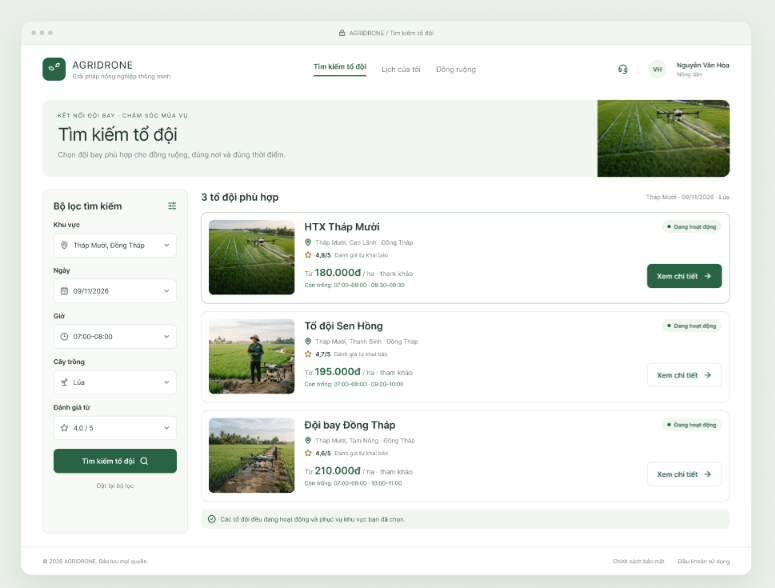 AGRIDRONE / Tìm kiếm tổ đội
AGRIDRONE
Giải pháp nông nghiệp thông minh
Tìm kiếm tổ đội
Lịch của tôi
Đồng ruộng
VH
Nguyễn Văn Hòa
Nông dân
KẾT NỐI ĐỘI BAY · CHĂM SÓC MÙA VỤ
Tìm kiếm tổ đội
Chọn đội bay phù hợp cho đồng ruộng, đúng nơi và đúng thời điểm.
Bộ lọc tìm kiếm
Khu vực
Tháp Mười, Đồng Tháp
Ngày
09/11/2026
Giờ
07:00–08:00
Cây trồng
Lúa
Đánh giá từ
4,0 / 5
Tìm kiếm tổ đội
Đặt lại bộ lọc
3 tổ đội phù hợp
Tháp Mười · 09/11/2026 · Lúa
HTX Tháp Mười
Đang hoạt động
Tháp Mười, Cao Lãnh · Đồng Tháp
4,8/5 Đánh giá tự khai báo
Từ 180.000đ / ha · tham khảo
Còn trống: 07:00–08:00 · 08:30–09:30
Xem chi tiết
Tổ đội Sen Hồng
Đang hoạt động
Tháp Mười, Thanh Bình · Đồng Tháp
4,7/5 Đánh giá tự khai báo
Từ 195.000đ / ha · tham khảo
Còn trống: 07:00–08:00 · 09:00–10:00
Xem chi tiết
Đội bay Đồng Tháp
Đang hoạt động
Tháp Mười, Tam Nông · Đồng Tháp
4,6/5 Đánh giá tự khai báo
Từ 210.000đ / ha · tham khảo
Còn trống: 07:00–08:00 · 10:00–11:00
Xem chi tiết
Các tổ đội đều đang hoạt động và phục vụ khu vực bạn đã chọn.
© 2026 AGRIDRONE. Bảo lưu mọi quyền.
Chính sách bảo mật
Điều khoản sử dụng